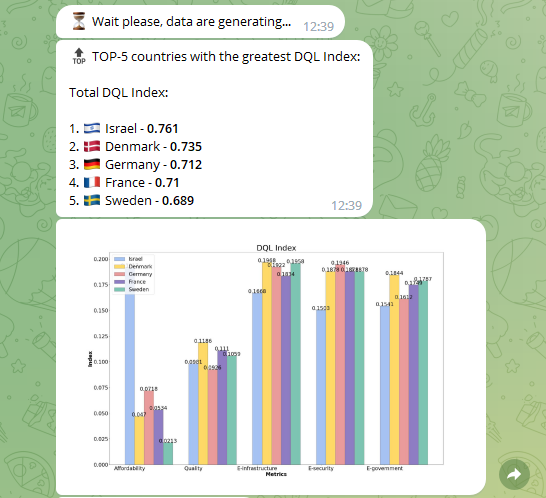 Wait please, data are generating... 12:39
TOP TOP-5 countries with the greatest DQL Index:
Total DQL Index:
1. Israel - 0.761
2. Denmark - 0.735
3. Germany - 0.712
4. France - 0.71
5. Sweden - 0.689
12:39
DQL Index
Israel
Denmark
Germany
France
Sweden
Index
0.200
0.175
0.150
0.125
0.100
0.075
0.050
0.025
0.000
0.047
0.0718
0.0534
0.0213
0.0981
0.1186
0.0926
0.111
0.1059
0.1668
0.1968
0.1922
0.1834
0.1958
0.1503
0.1878
0.1946
0.1878
0.1878
0.1541
0.1844
0.1612
0.1787
Affordability Quality E-infrastructure E-security E-government
Metrics